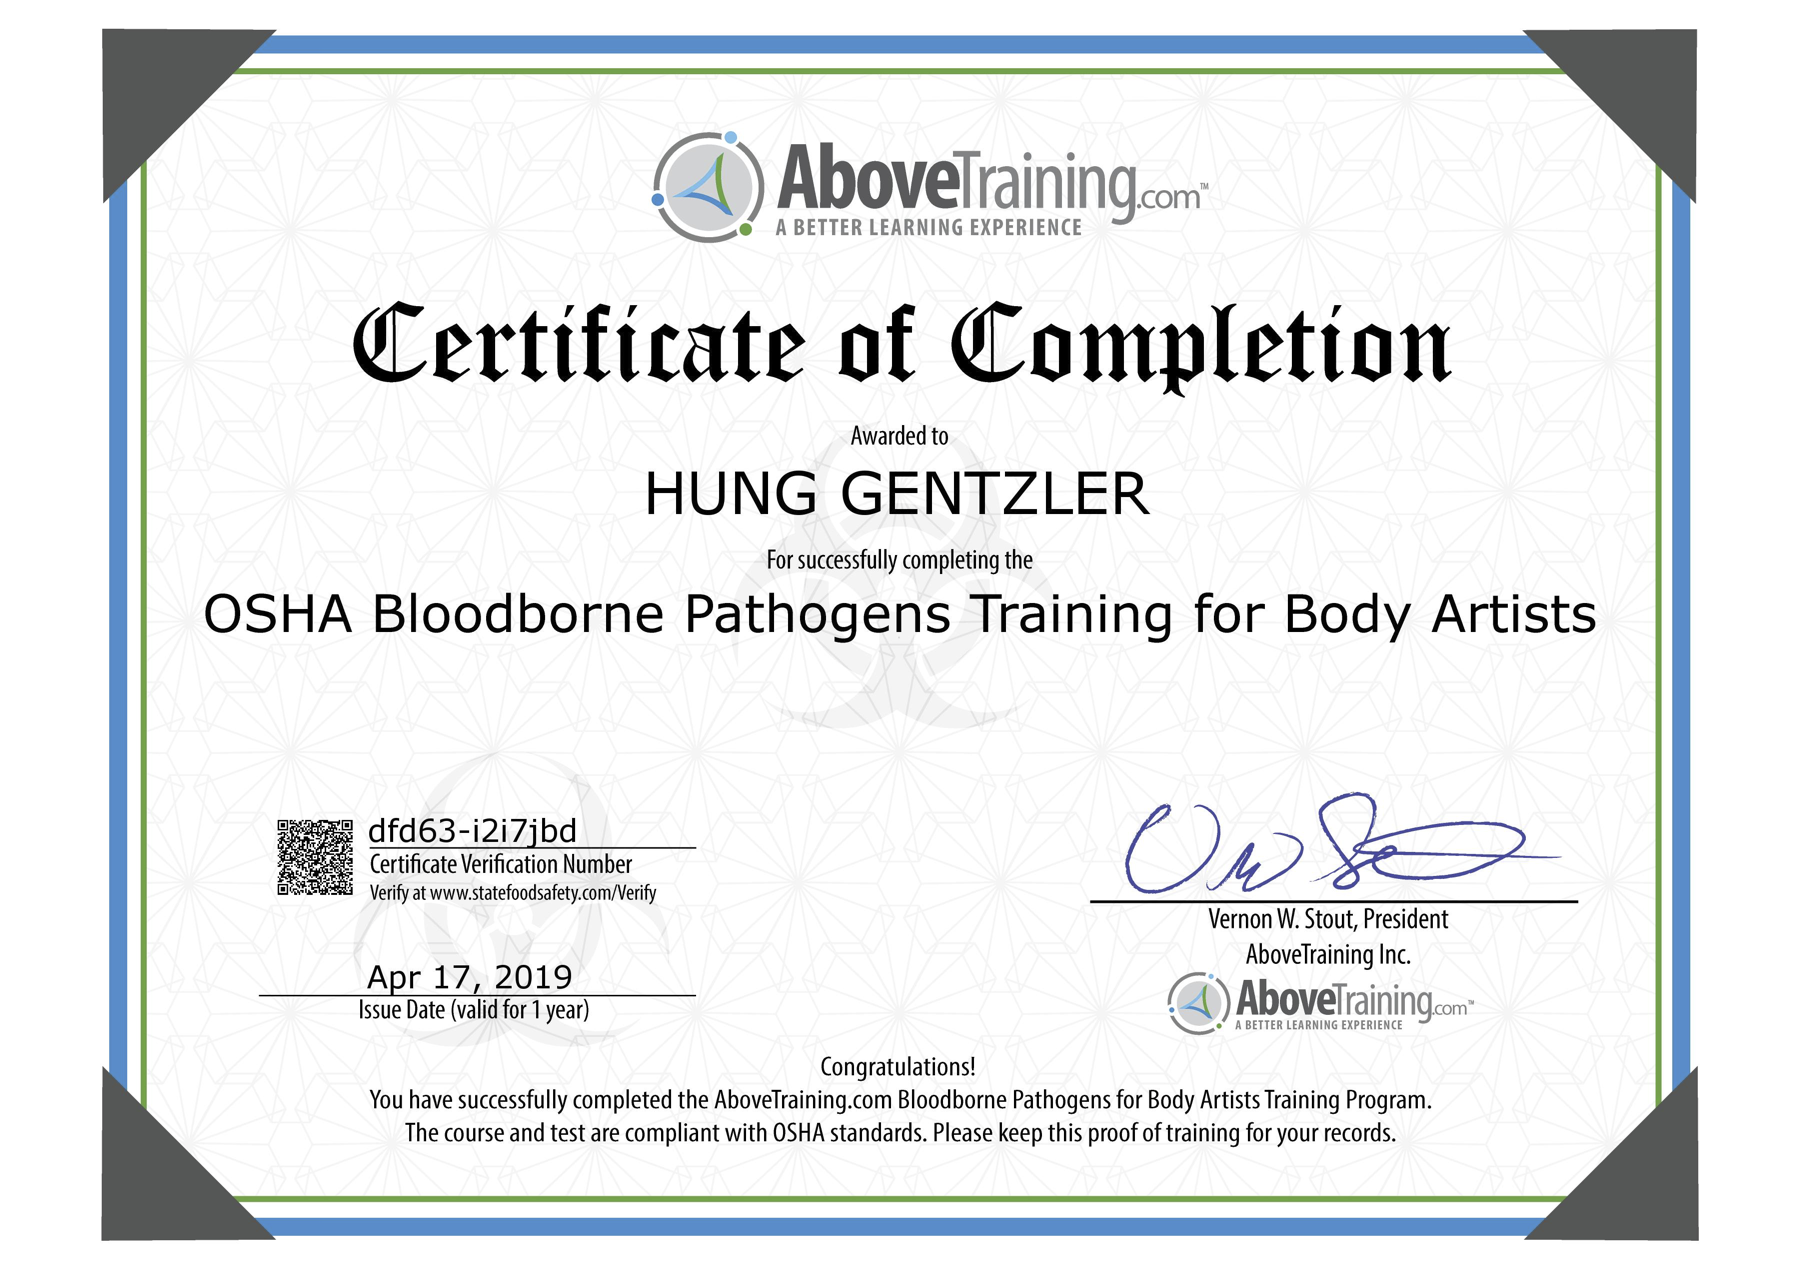 AboveTraining.com™
A BETTER LEARNING EXPERIENCE
Certificate of Completion
Awarded to
HUNG GENTZLER
For successfully completing the
OSHA Bloodborne Pathogens Training for Body Artists
dfd63-i2i7jbd
Certificate Verification Number
Verify at www.statefoodsafety.com/Verify
Apr 17, 2019
Issue Date (valid for 1 year)
Vernon W. Stout, President
AboveTraining Inc.
AboveTraining.com™
A BETTER LEARNING EXPERIENCE
Congratulations!
You have successfully completed the AboveTraining.com Bloodborne Pathogens for Body Artists Training Program.
The course and test are compliant with OSHA standards. Please keep this proof of training for your records.